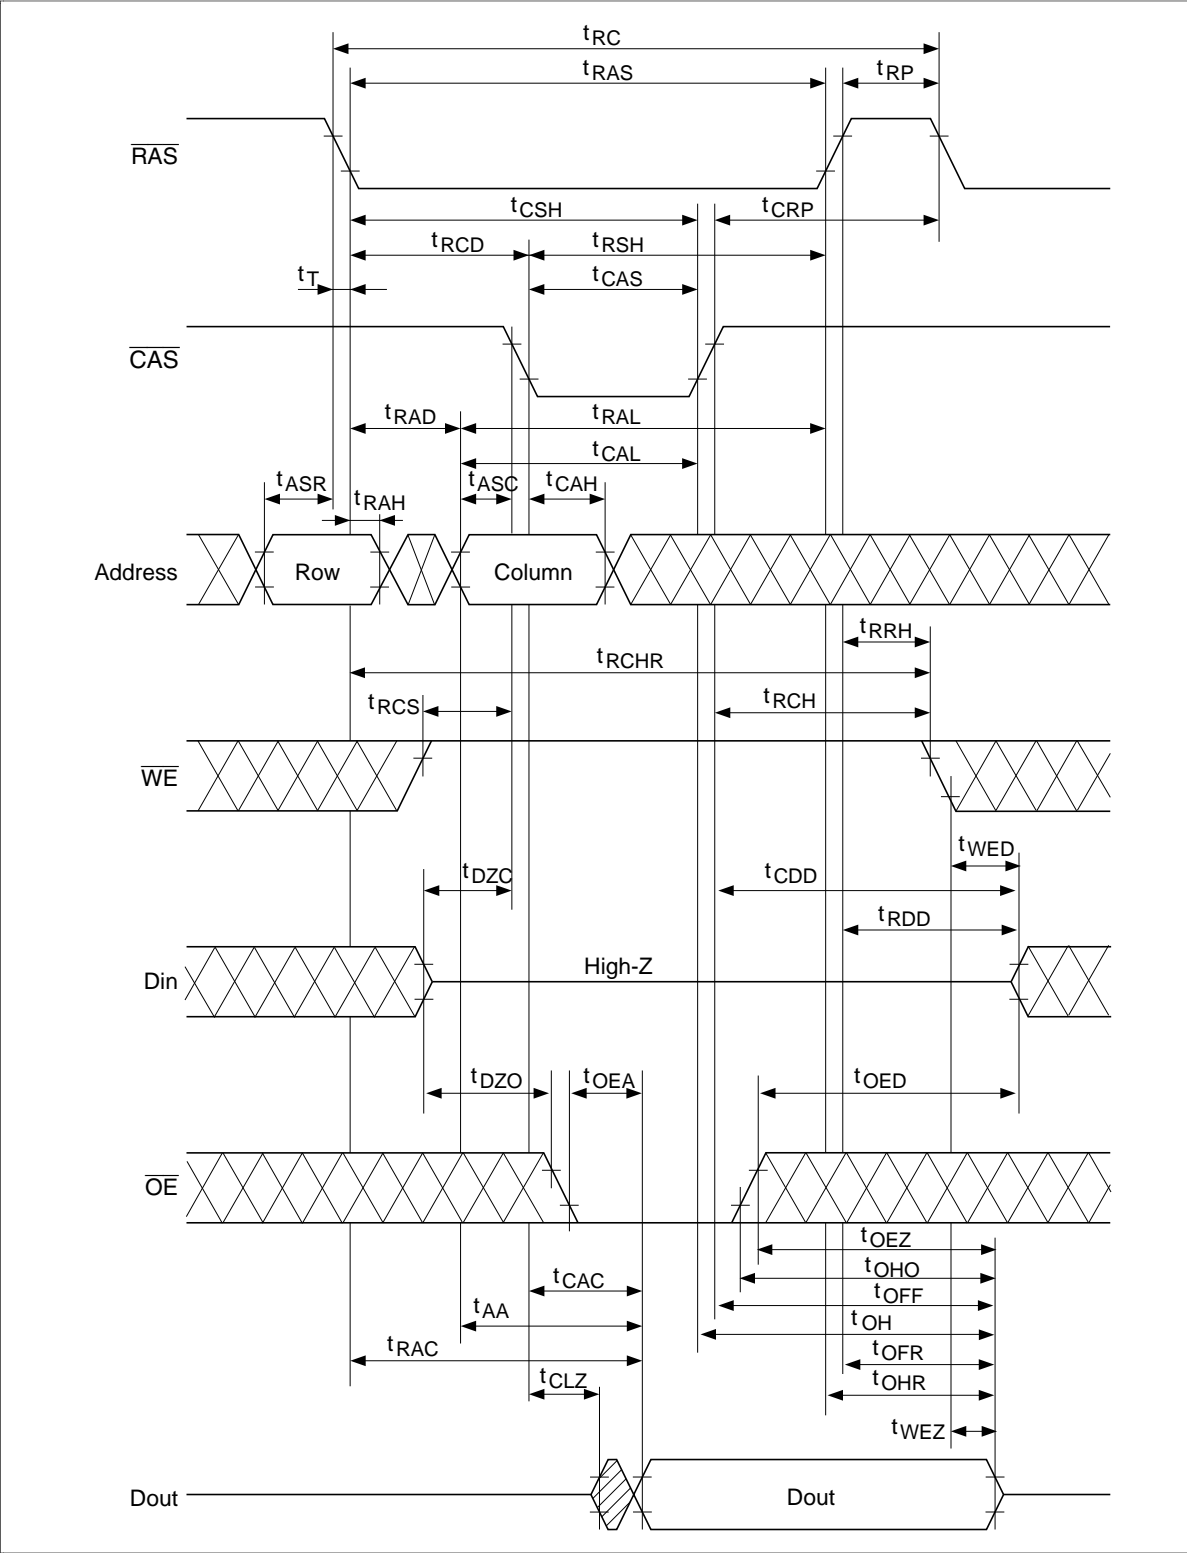 tRC
tRAS
tRP
RAS
tCSH
tCRP
tRCD
tRSH
tT
tCAS
CAS
tRAD
tRAL
tCAL
tASR
tASC
tCAH
tRAH
Address
Row
Column
tRRH
tRCHR
tRCS
tRCH
WE
tWED
tDZC
tCDD
tRDD
High-Z
Din
tDZO
tOEA
tOED
OE
tOEZ
tOHO
tCAC
tOFF
tAA
tOH
tRAC
tOFR
tCLZ
tOHR
tWEZ
Dout
Dout